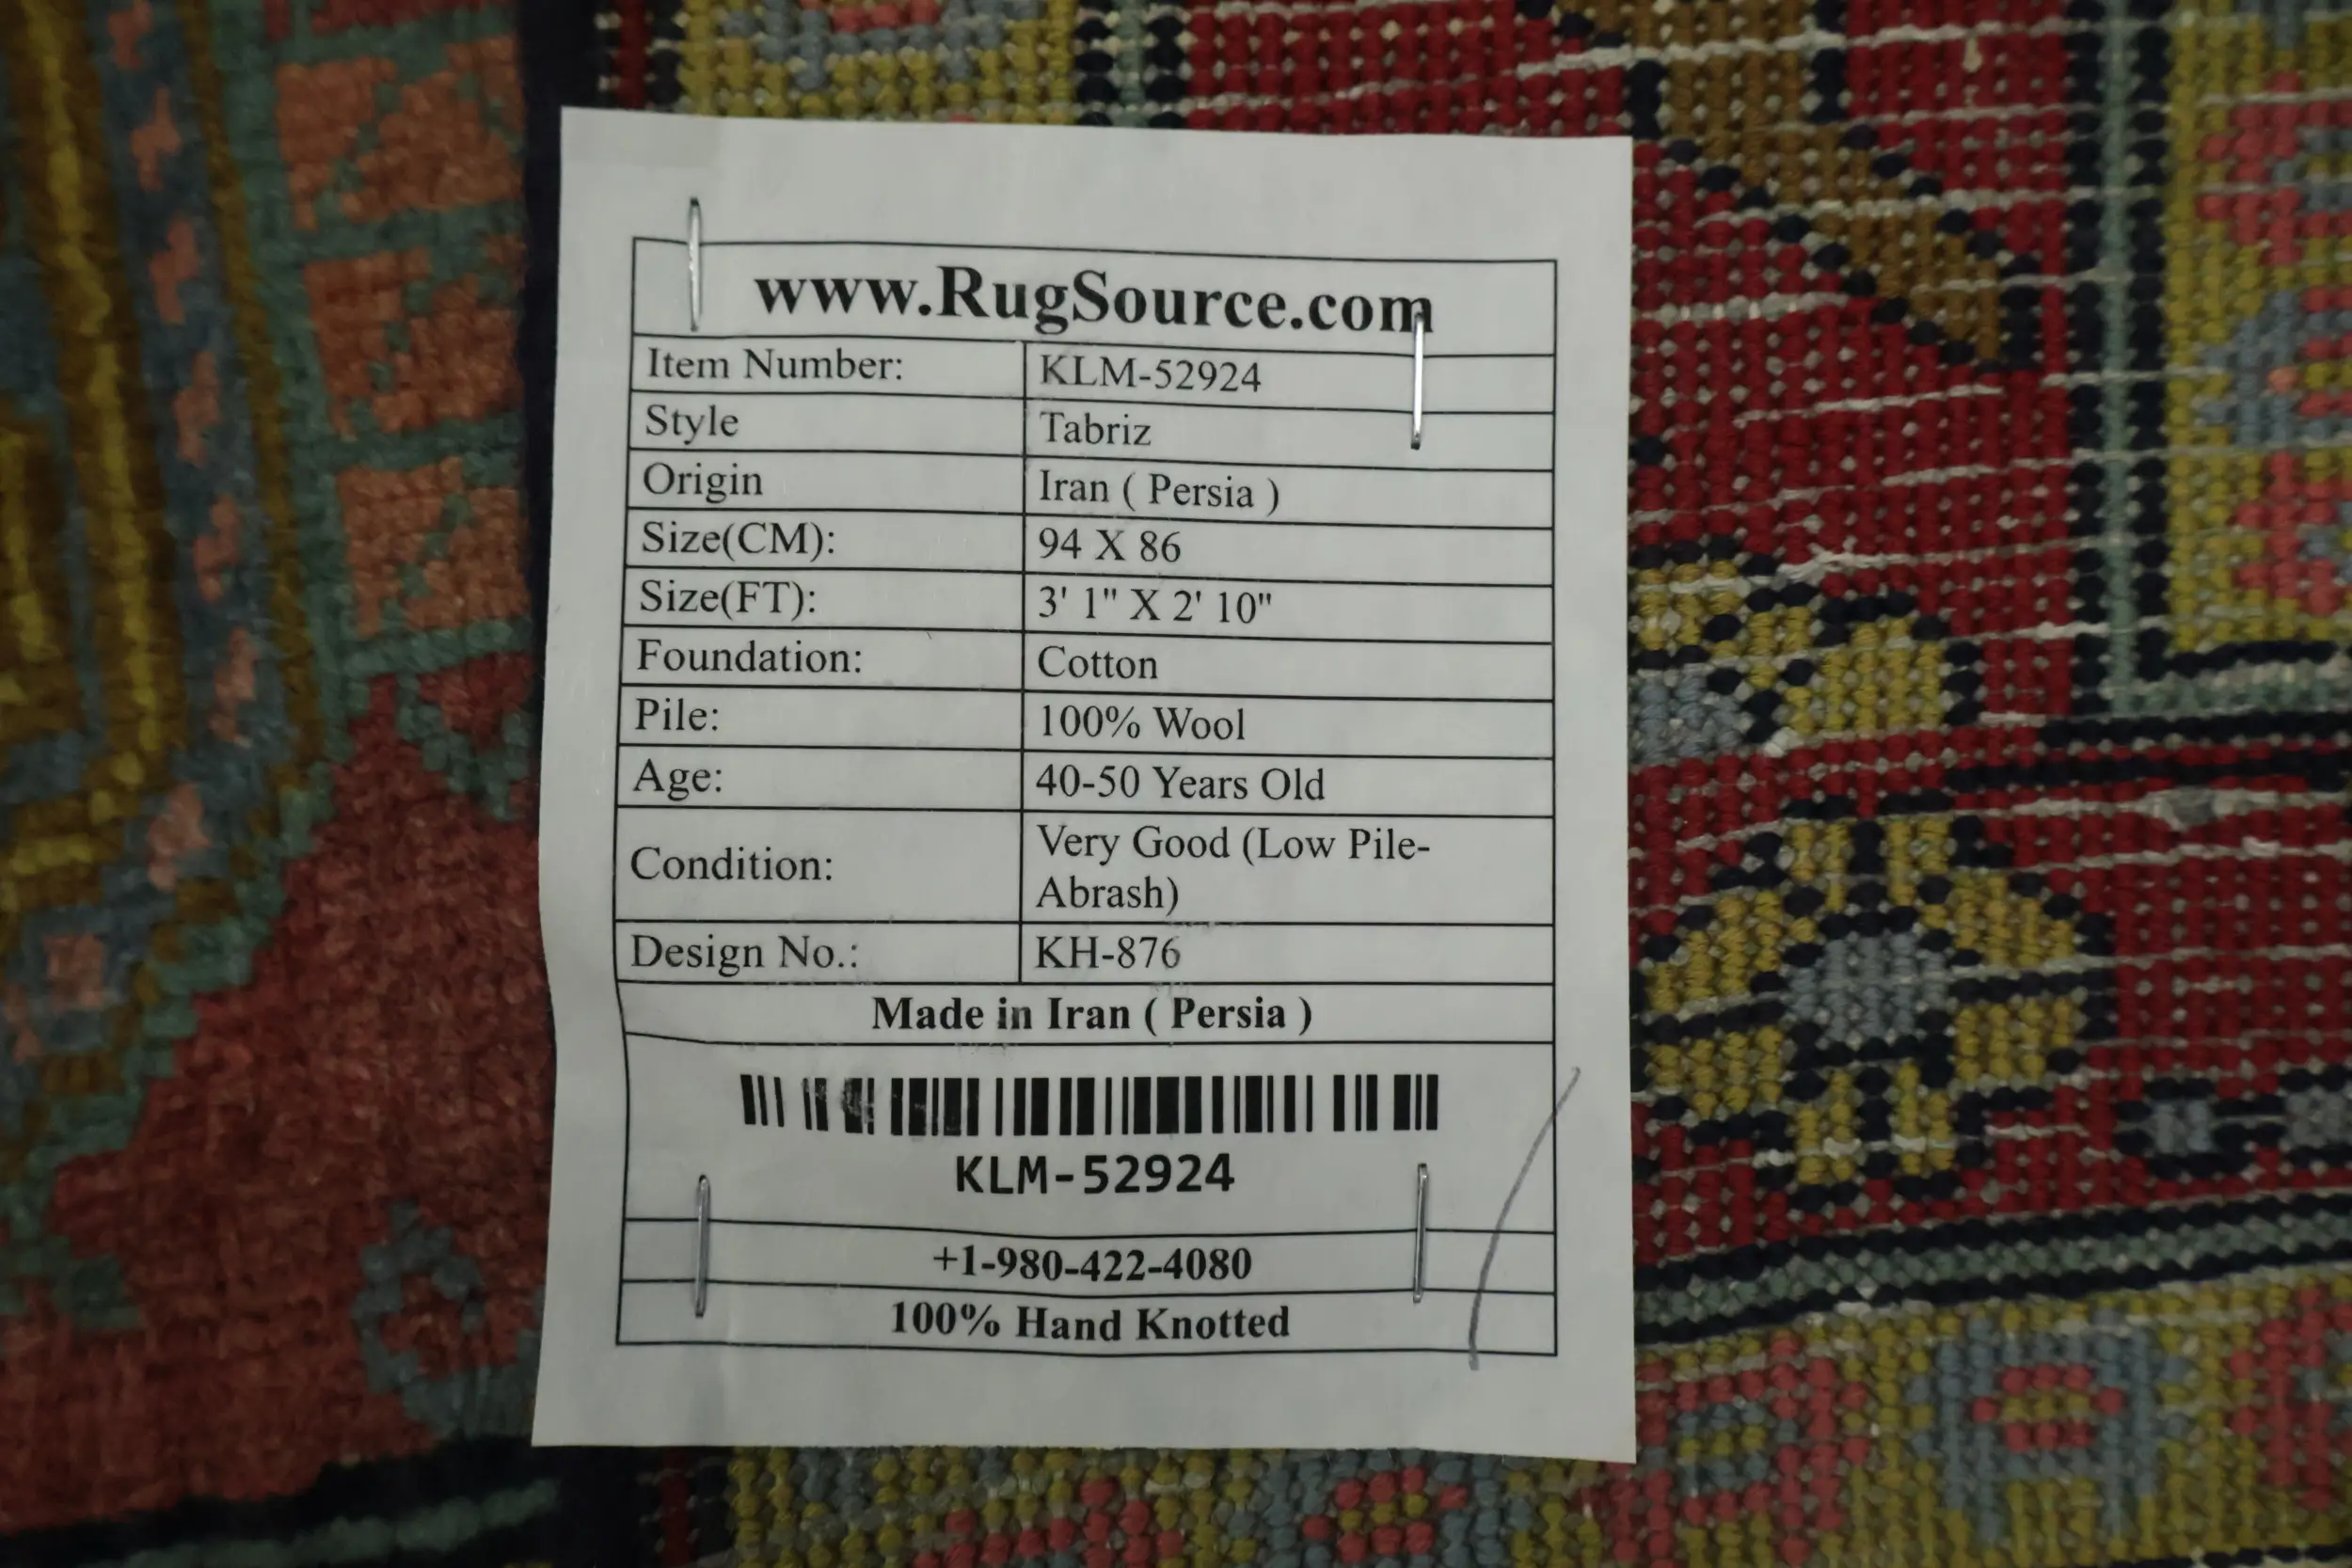 www.RugSource.com
Item Number: KLM-52924
Style Tabriz
Origin Iran ( Persia )
Size(CM): 94 X 86
Size(FT): 3' 1" X 2' 10"
Foundation: Cotton
Pile: 100% Wool
Age: 40-50 Years Old
Condition: Very Good (Low Pile-
Abrash)
Design No.: KH-876
Made in Iran ( Persia )
KLM-52924
+1-980-422-4080
100% Hand Knotted